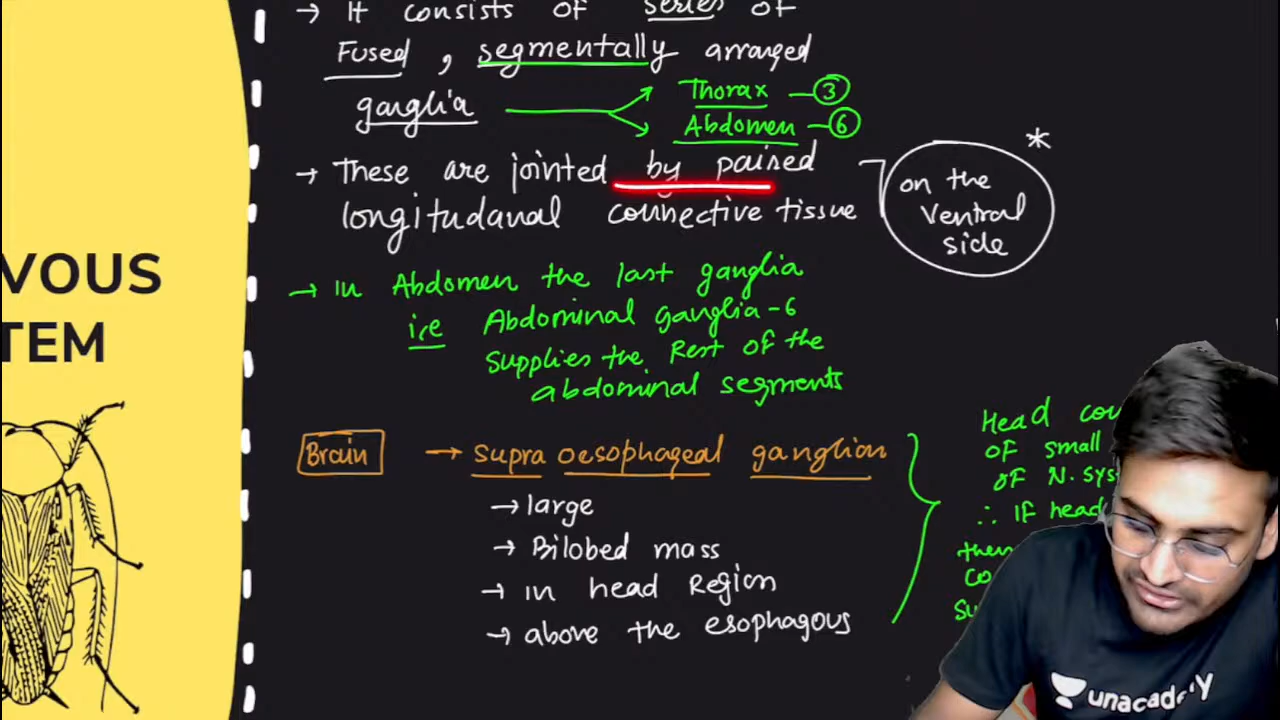 → It consists of series of
Fused, segmentally arranged
ganglia
Thorax - 3
Abdomen - 6
→ These are jointed by paired
longitudanal connective tissue
on the
ventral
side
*
→ In Abdomen the last ganglia
i.e Abdominal ganglia-6
supplies the Rest of the
abdominal segments
Brain → supra oesophageal ganglion
→ large
→ Bilobed mass
→ in head Region
→ above the esophagous
Head
of small
of N.
∴ If head
VOUS
TEM
unacademy